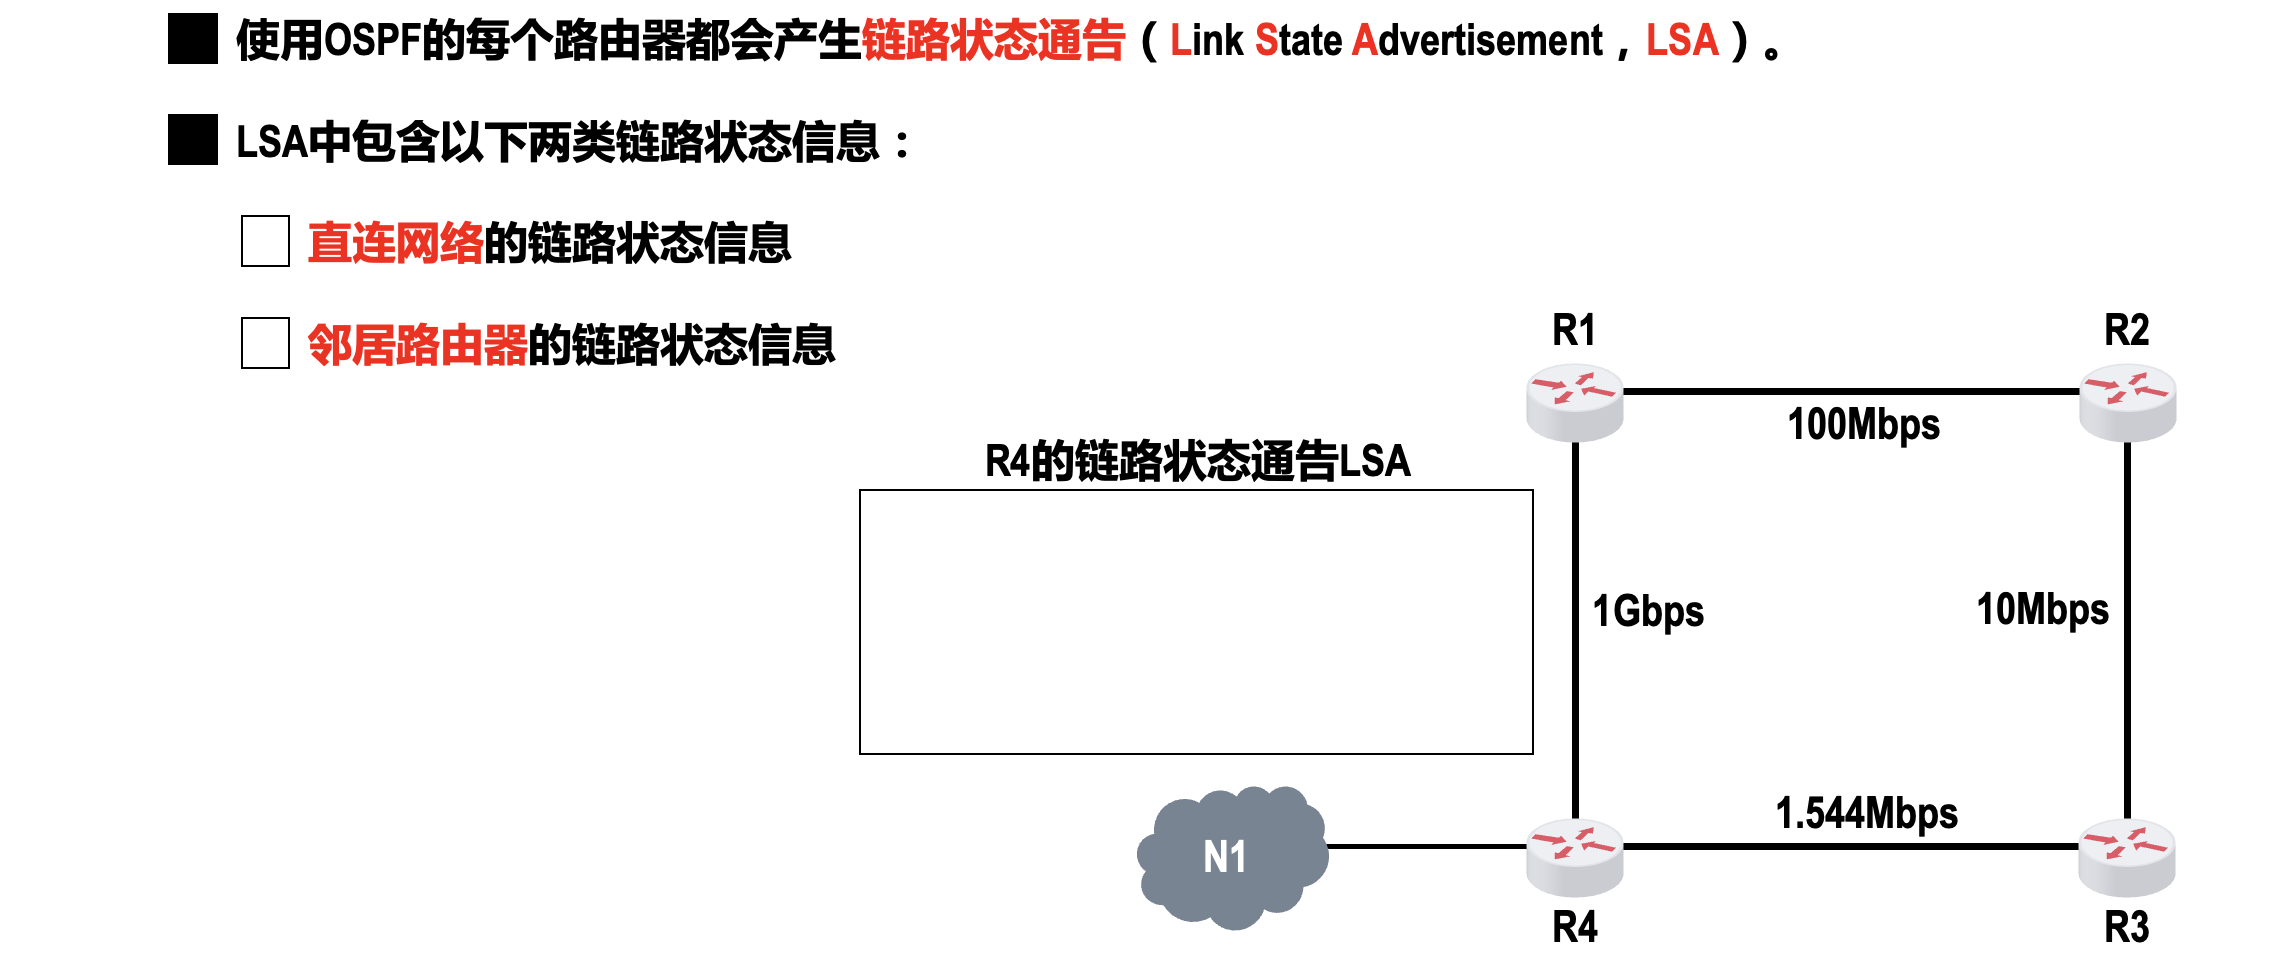 使用OSPF的每个路由器都会产生链路状态通告（Link State Advertisement，LSA）。
LSA中包含以下两类链路状态信息：
直连网络的链路状态信息
邻居路由器的链路状态信息
R1
R2
100Mbps
R4的链路状态通告LSA
1Gbps
10Mbps
1.544Mbps
N1
R4
R3